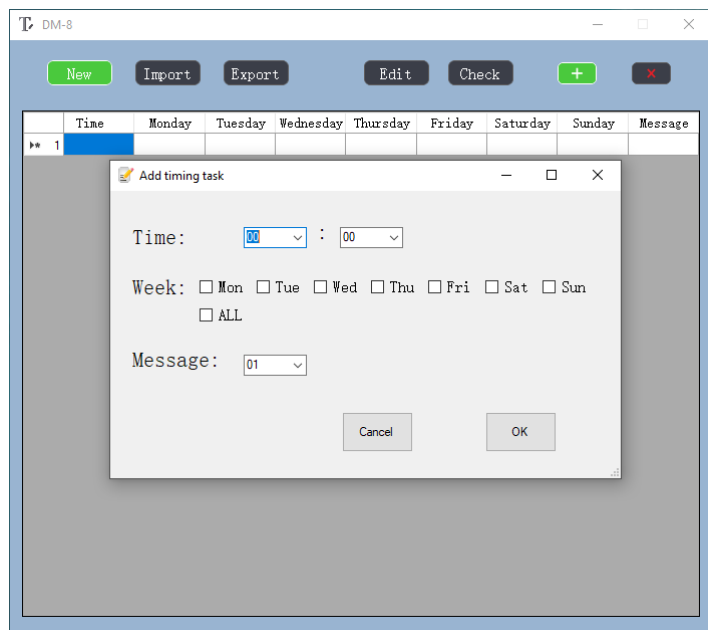 DM-8
New Import Export Edit Check +  x
Time Monday Tuesday Wednesday Thursday Friday Saturday Sunday Message
1
Add timing task
Time: 00 : 00
Week: Mon Tue Wed Thu Fri Sat Sun
ALL
Message: 01
Cancel OK